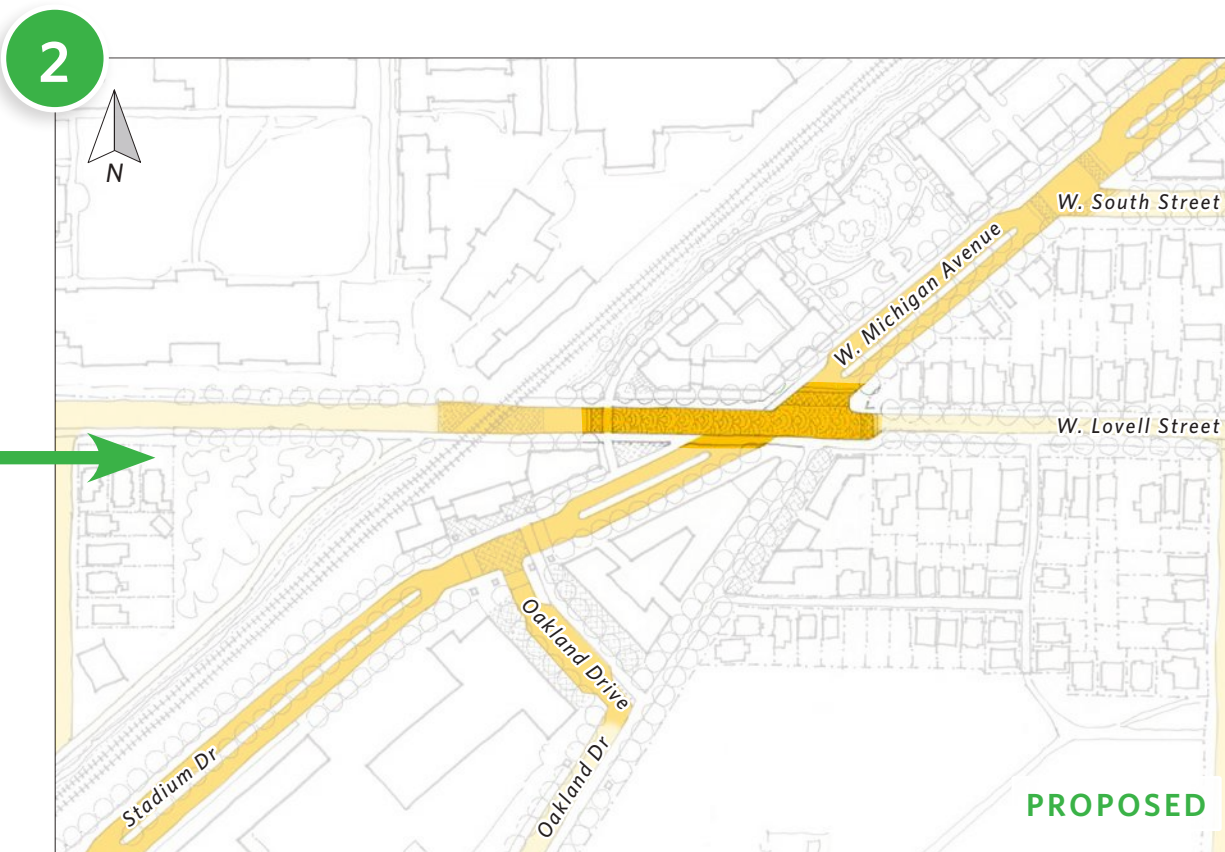 2
N
W. South Street
W. Michigan Avenue
W. Lovell Street
Oakland Drive
Stadium Dr
Oakland Dr
PROPOSED